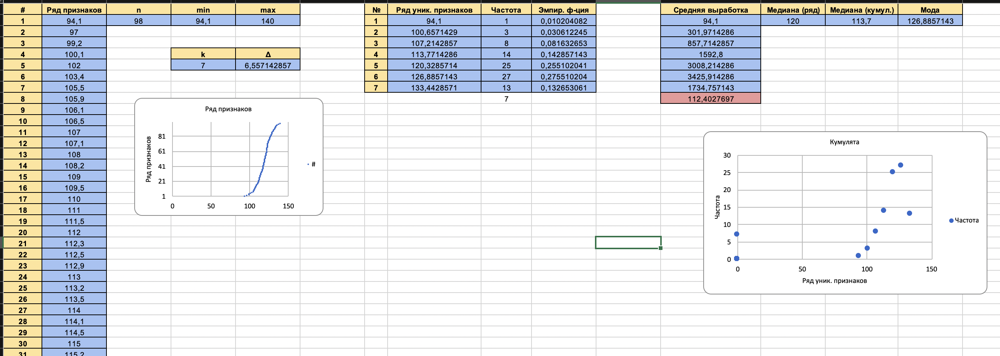 # Ряд признаков n min max № Ряд уник. признаков Частота Эмпир. ф-ция Средняя выработка Медиана (ряд) Медиана (кумул.) Мода
1 94,1 98 94,1 140 1 94,1 1 0,010204082 94,1 120 113,7 126,8857143
2 97 2 100,6571429 3 0,030612245 301,9714286
3 99,2 3 107,2142857 8 0,081632653 857,7142857
4 100,1 k Δ 4 113,7714286 14 0,142857143 1592,8
5 102 7 6,557142857 5 120,3285714 25 0,255102041 3008,214286
6 103,4 6 126,8857143 27 0,275510204 3425,914286
7 105,5 7 133,4428571 13 0,132653061 1734,757143
8 105,9 7 112,4027697
9 106,1
10 106,5
11 107
12 107,1
13 108
14 108,2
15 109
16 109,5
17 110
18 111
19 111,5
20 112
21 112,3
22 112,5
23 112,9
24 113
25 113,2
26 113,5
27 114
28 114,1
29 114,5
30 115
31 115,2
Ряд признаков
Ряд признаков
81
61
41
21
1
0 50 100 150
#
Кумулята
Частота
30
25
20
15
10
5
0
0 50 100 150
Ряд уник. признаков
Частота